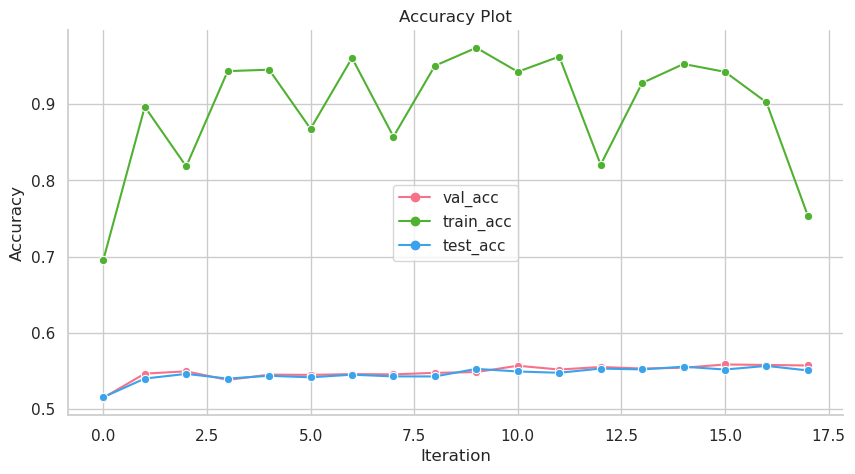 Accuracy Plot
Accuracy
0.9
0.8
0.7
0.6
0.5
val_acc
train_acc
test_acc
0.0 2.5 5.0 7.5 10.0 12.5 15.0 17.5
Iteration